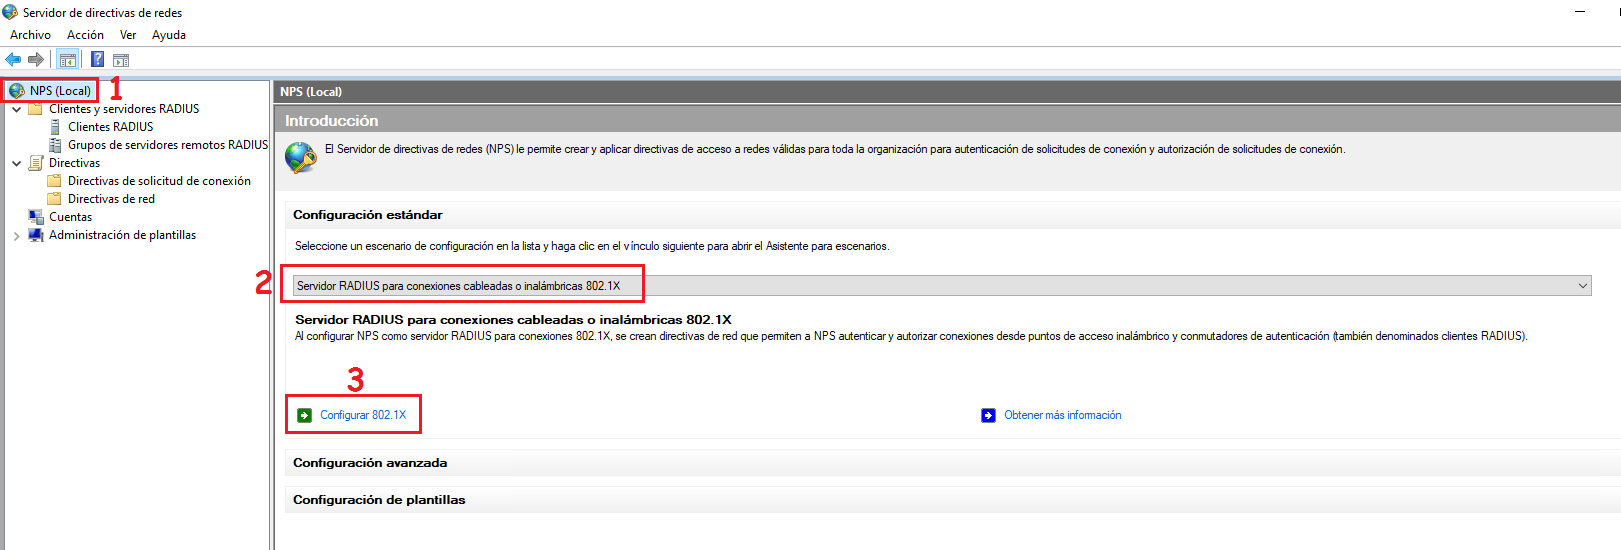 Servidor de directivas de redes
Archivo Acción Ver Ayuda
NPS (Local) 1
Clientes y servidores RADIUS
Clientes RADIUS
Grupos de servidores remotos RADIUS
Directivas
Directivas de solicitud de conexión
Directivas de red
Cuentas
Administración de plantillas
NPS (Local)
Introducción
El Servidor de directivas de redes (NPS) le permite crear y aplicar directivas de acceso a redes válidas para toda la organización para autenticación de solicitudes de conexión y autorización de solicitudes de conexión.
Configuración estándar
Seleccione un escenario de configuración en la lista y haga clic en el vínculo siguiente para abrir el Asistente para escenarios.
2 Servidor RADIUS para conexiones cableadas o inalámbricas 802.1X
Servidor RADIUS para conexiones cableadas o inalámbricas 802.1X
Al configurar NPS como servidor RADIUS para conexiones 802.1X, se crean directivas de red que permiten a NPS autenticar y autorizar conexiones desde puntos de acceso inalámbrico y conmutadores de autenticación (también denominados clientes RADIUS).
3
Configurar 802.1X Obtener más información
Configuración avanzada
Configuración de plantillas